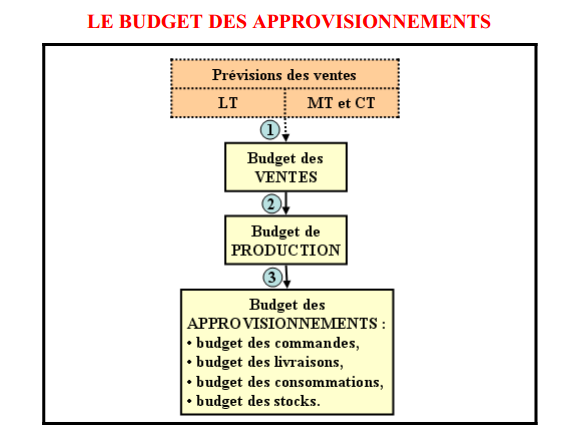 LE BUDGET DES APPROVISIONNEMENTS
Prévisions des ventes
LT MT et CT
1
Budget des
VENTES
2
Budget de
PRODUCTION
3
Budget des
APPROVISIONNEMENTS :
• budget des commandes,
• budget des livraisons,
• budget des consommations,
• budget des stocks.